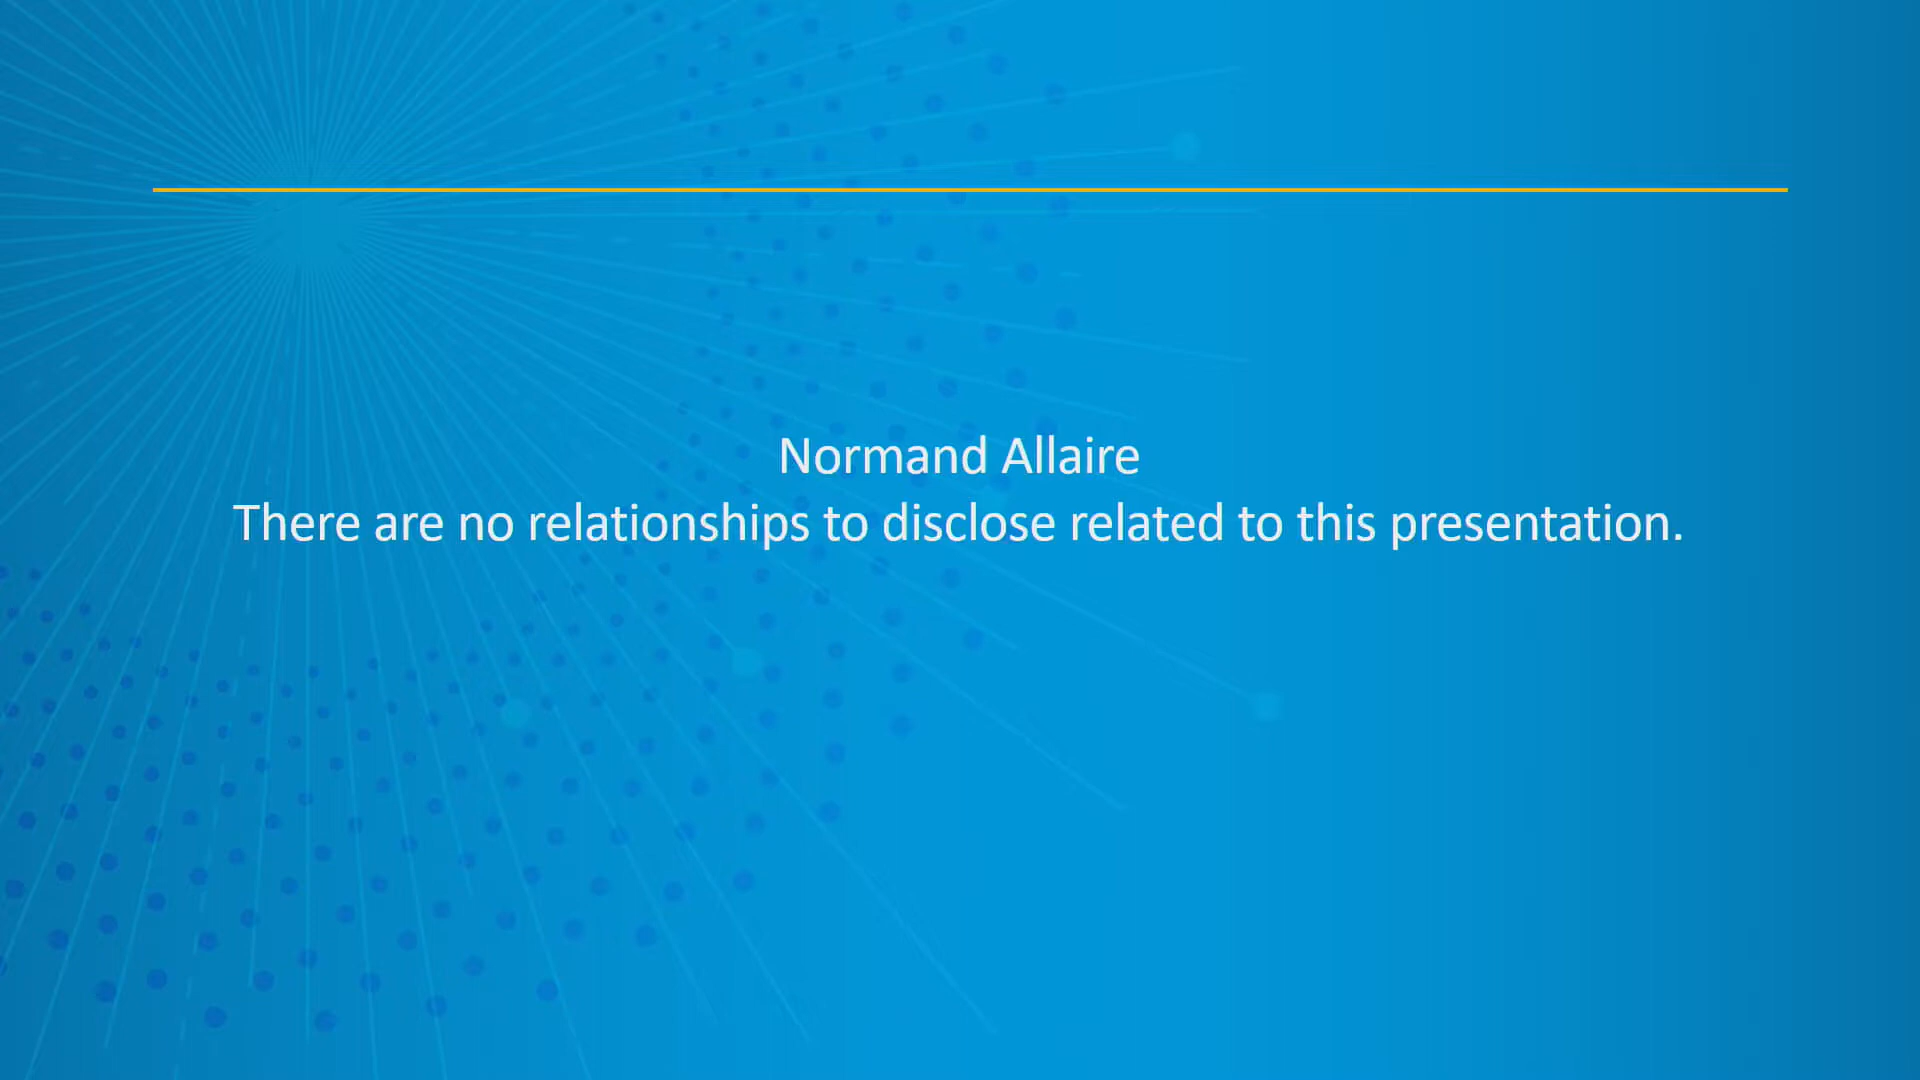 Normand Allaire
There are no relationships to disclose related to this presentation.